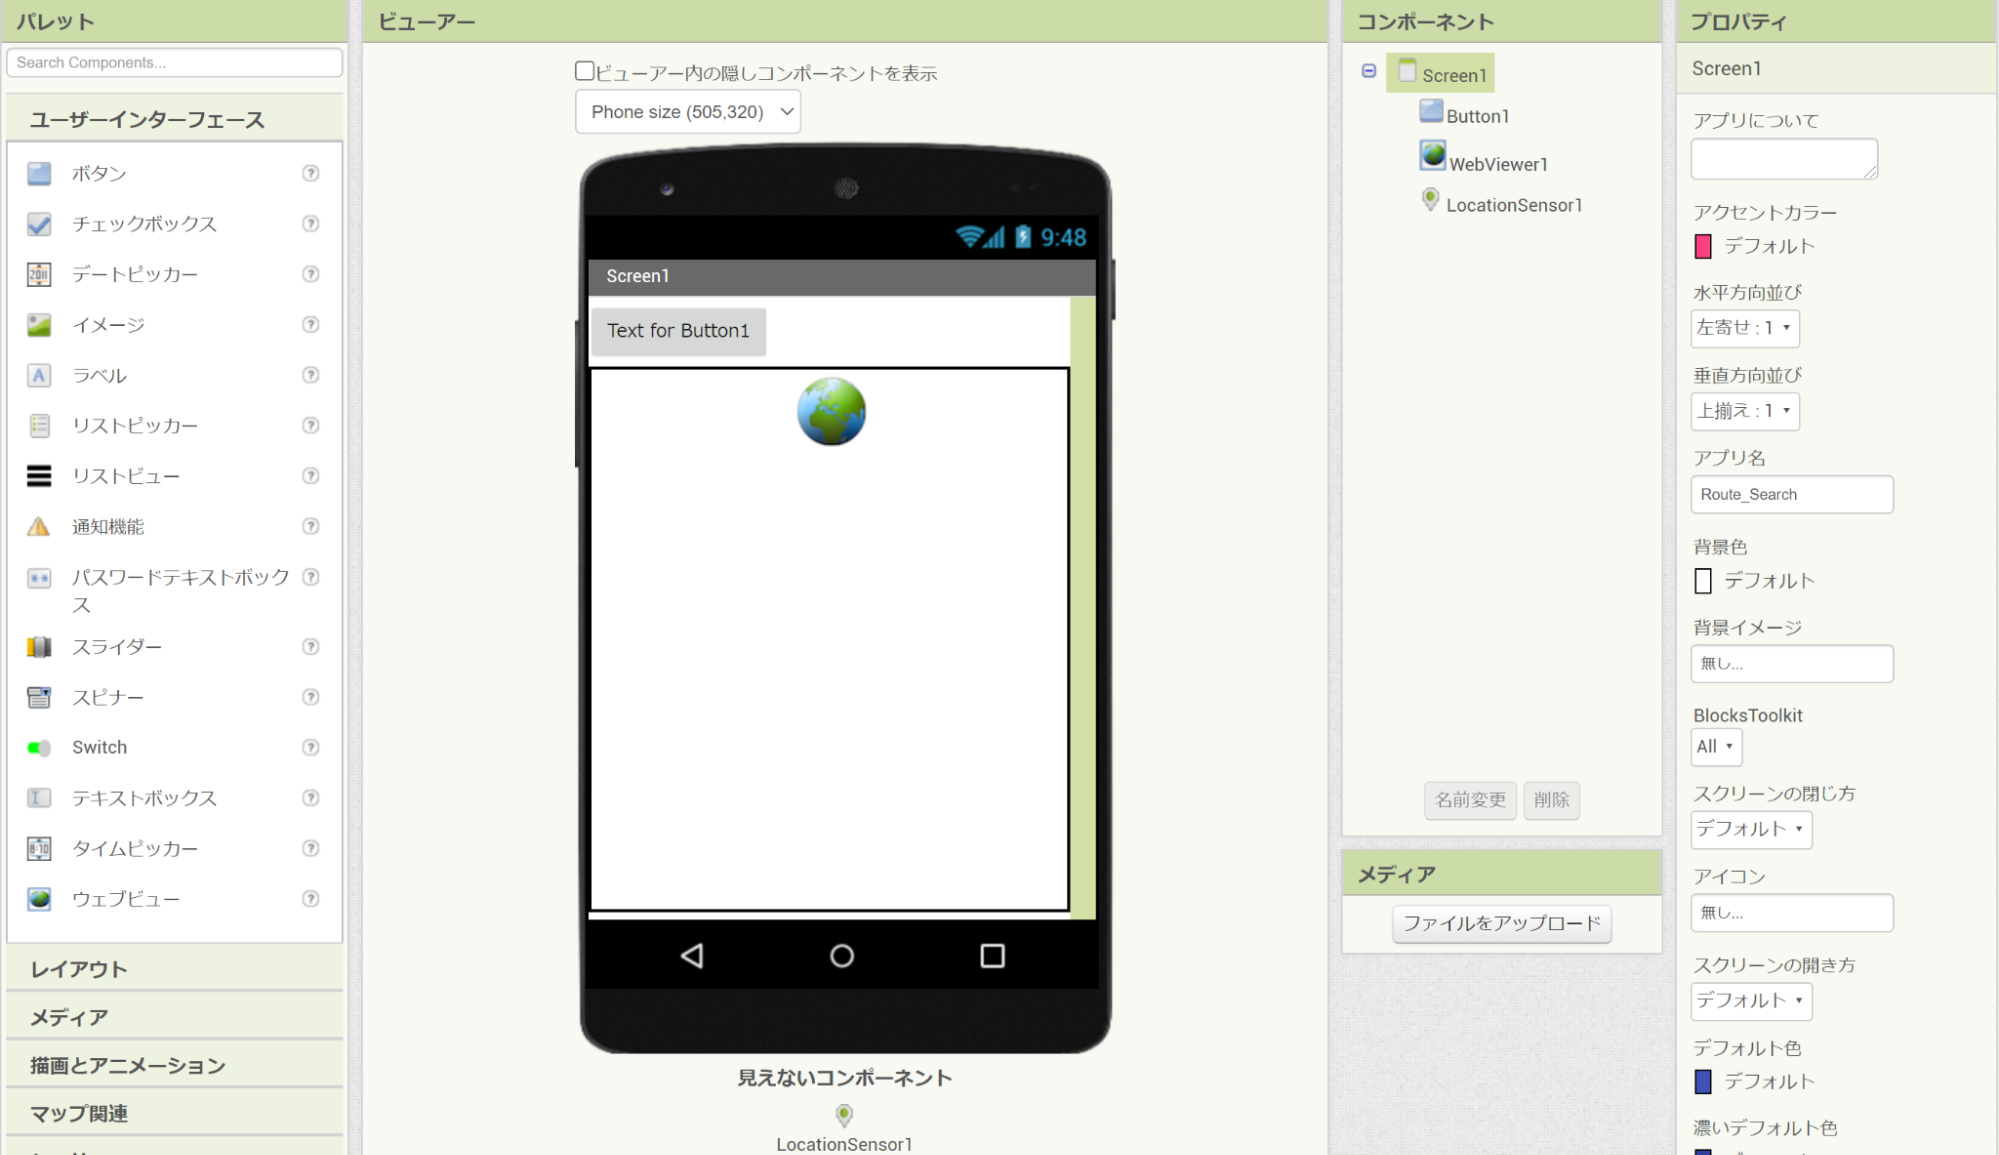 パレット
Search Components...
ユーザーインターフェース
ボタン
チェックボックス
デートピッカー
イメージ
ラベル
リストピッカー
リストビュー
通知機能
パスワードテキストボック
ス
スライダー
スピナー
Switch
テキストボックス
タイムピッカー
ウェブビュー
レイアウト
メディア
描画とアニメーション
マップ関連
ビューアー
ビューアー内の隠しコンポーネントを表示
Phone size (505,320)
9:48
Screen1
Text for Button1
見えないコンポーネント
LocationSensor1
コンポーネント
Screen1
Button1
WebViewer1
LocationSensor1
名前変更 削除
メディア
ファイルをアップロード
プロパティ
Screen1
アプリについて
アクセントカラー
デフォルト
水平方向並び
左寄せ : 1
垂直方向並び
上揃え : 1
アプリ名
Route_Search
背景色
デフォルト
背景イメージ
無し...
BlocksToolkit
All
スクリーンの閉じ方
デフォルト
アイコン
無し...
スクリーンの開き方
デフォルト
デフォルト色
デフォルト
濃いデフォルト色